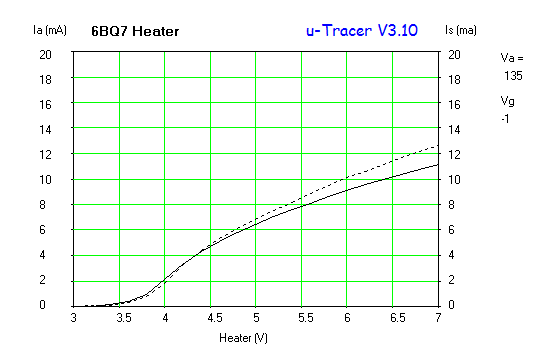 Ia (mA) 6BQ7 Heater u-Tracer V3.10 Is (ma)
20 20
Va =
18 18
135
16 16
Vg
-1
14 14
12 12
10 10
8 8
6 6
4 4
2 2
0 0
3 3.5 4 4.5 5 5.5 6 6.5 7
Heater (V)